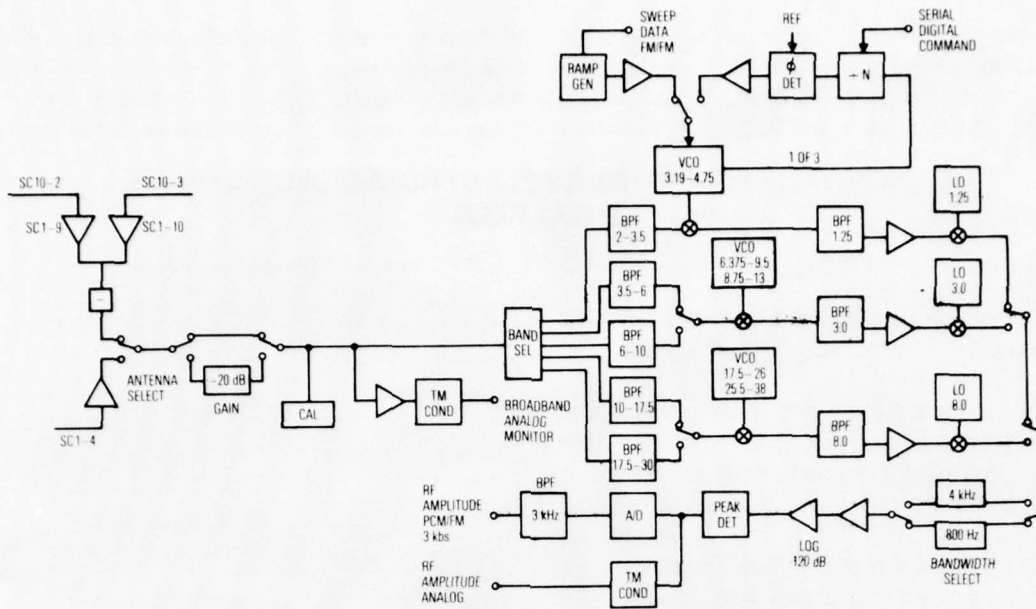 SWEEP
DATA
FM/FM
REF
SERIAL
DIGITAL
COMMAND
RAMP
GEN
ϕ
DET
÷ N
1 OF 3
VCO
3.19-4.75
SC10-2
SC10-3
SC1-9
SC1-10
-
BPF
2-3.5
BPF
1.25
LO
1.25
VCO
6.375-9.5
8.75-13
BPF
3.5-6
LO
3.0
BAND
SEL
BPF
3.0
BPF
6-10
VCO
17.5-26
25.5-38
ANTENNA
SELECT
-20 dB
GAIN
CAL
TM
COND
BROADBAND
ANALOG
MONITOR
BPF
10-17.5
BPF
8.0
LO
8.0
SC1-4
BPF
17.5-30
RF
AMPLITUDE
PCM/FM
3 kbs
BPF
3 kHz
A/D
PEAK
DET
LOG
120 dB
4 kHz
800 Hz
BANDWIDTH
SELECT
RF
AMPLITUDE
ANALOG
TM
COND